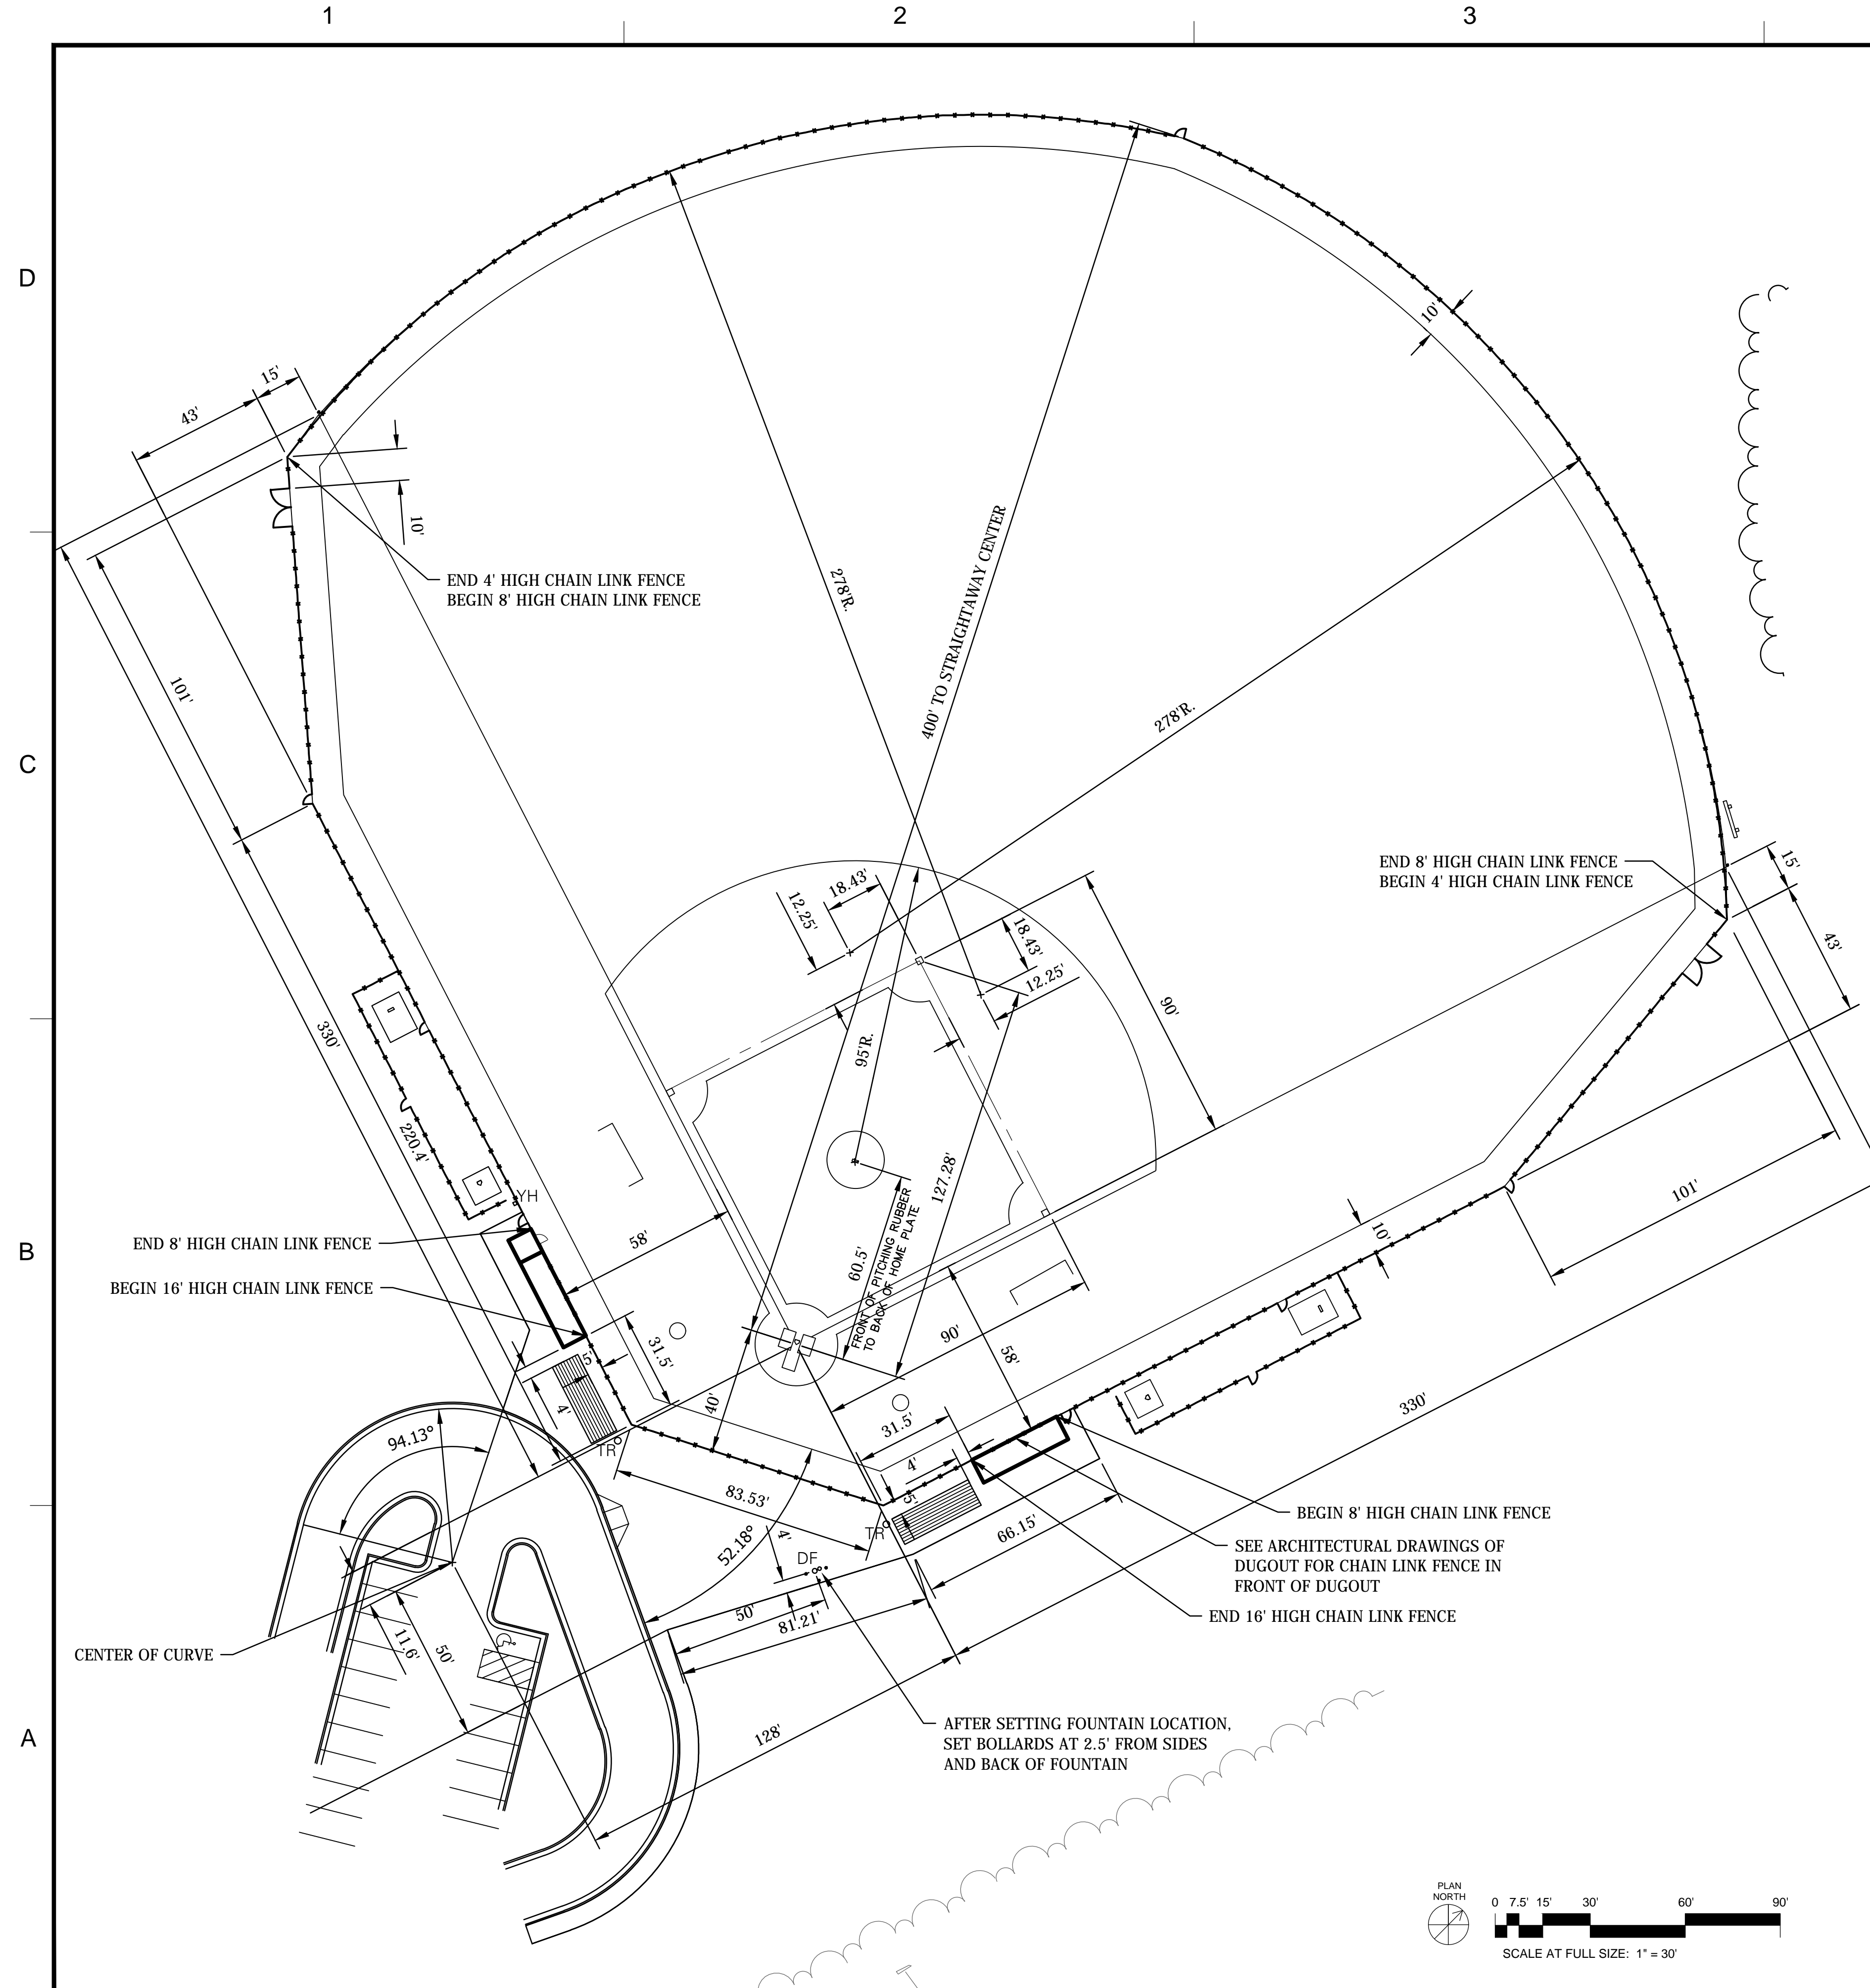 1
2
3
D
C
B
A
15'
43'
10'
END 4' HIGH CHAIN LINK FENCE
BEGIN 8' HIGH CHAIN LINK FENCE
101'
330'
220.4'
278'R.
400' TO STRAIGHTAWAY CENTER
278'R.
10'
END 8' HIGH CHAIN LINK FENCE
BEGIN 4' HIGH CHAIN LINK FENCE
15'
43'
18.43'
12.25'
18.43'
12.25'
90'
95'R.
127.28'
60.5'
FRONT OF PITCHING RUBBER
TO BACK OF HOME PLATE
YH
58'
END 8' HIGH CHAIN LINK FENCE
BEGIN 16' HIGH CHAIN LINK FENCE
31.5'
5'
4'
TR
94.13°
40'
90'
58'
31.5'
4'
5'
10'
101'
330'
83.53'
52.18°
TR
4'
DF
66.15'
50'
81.21'
BEGIN 8' HIGH CHAIN LINK FENCE
SEE ARCHITECTURAL DRAWINGS OF
DUGOUT FOR CHAIN LINK FENCE IN
FRONT OF DUGOUT
END 16' HIGH CHAIN LINK FENCE
CENTER OF CURVE
11.6'
50'
128'
AFTER SETTING FOUNTAIN LOCATION,
SET BOLLARDS AT 2.5' FROM SIDES
AND BACK OF FOUNTAIN
PLAN
NORTH
0 7.5' 15' 30' 60' 90'
SCALE AT FULL SIZE: 1" = 30'